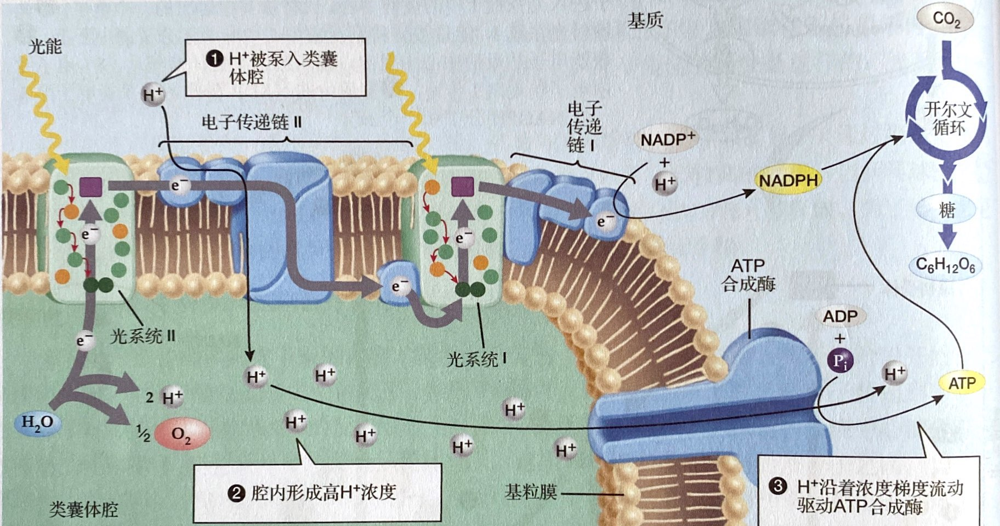 基质
CO₂
光能
❶ H⁺被泵入类囊
体腔
H⁺
电子传递链 II
电子
传递
链 I
NADP⁺
+
H⁺
开尔文
循环
e⁻
NADPH
e⁻
糖
e⁻
e⁻
C₆H₁₂O₆
ATP
合成酶
e⁻
ADP
+
Pᵢ
光系统 II
e⁻
光系统 I
H⁺
H⁺
H⁺
ATP
2 H⁺
H₂O
½ O₂
H⁺
H⁺
H⁺
H⁺
H⁺
❷ 腔内形成高H⁺浓度
基粒膜
❸ H⁺沿着浓度梯度流动
驱动ATP合成酶
类囊体腔